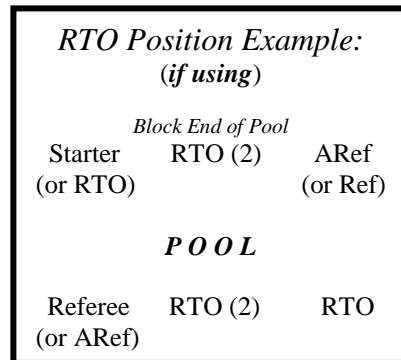 RTO Position Example:
(if using)
Block End of Pool
Starter RTO (2) ARef
(or RTO) (or Ref)
P O O L
Referee RTO (2) RTO
(or ARef)